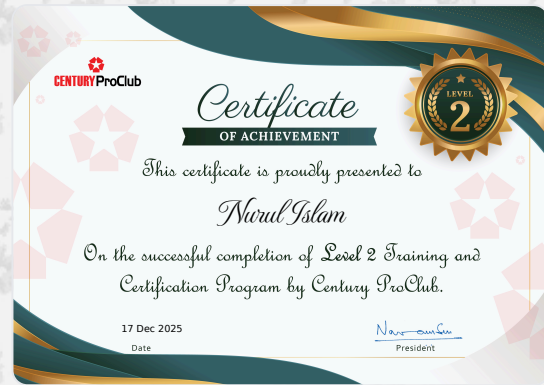 CENTURY ProClub
Certificate
OF ACHIEVEMENT
LEVEL
2
This certificate is proudly presented to
Nurul Islam
On the successful completion of Level 2 Training and
Certification Program by Century ProClub.
17 Dec 2025
Date
President